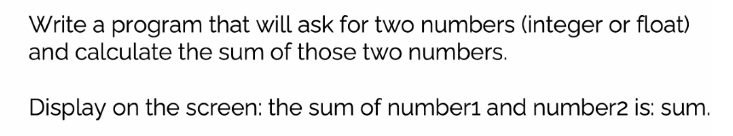 Write a program that will ask for two numbers (integer or float)
and calculate the sum of those two numbers.
Display on the screen: the sum of number1 and number2 is: sum.